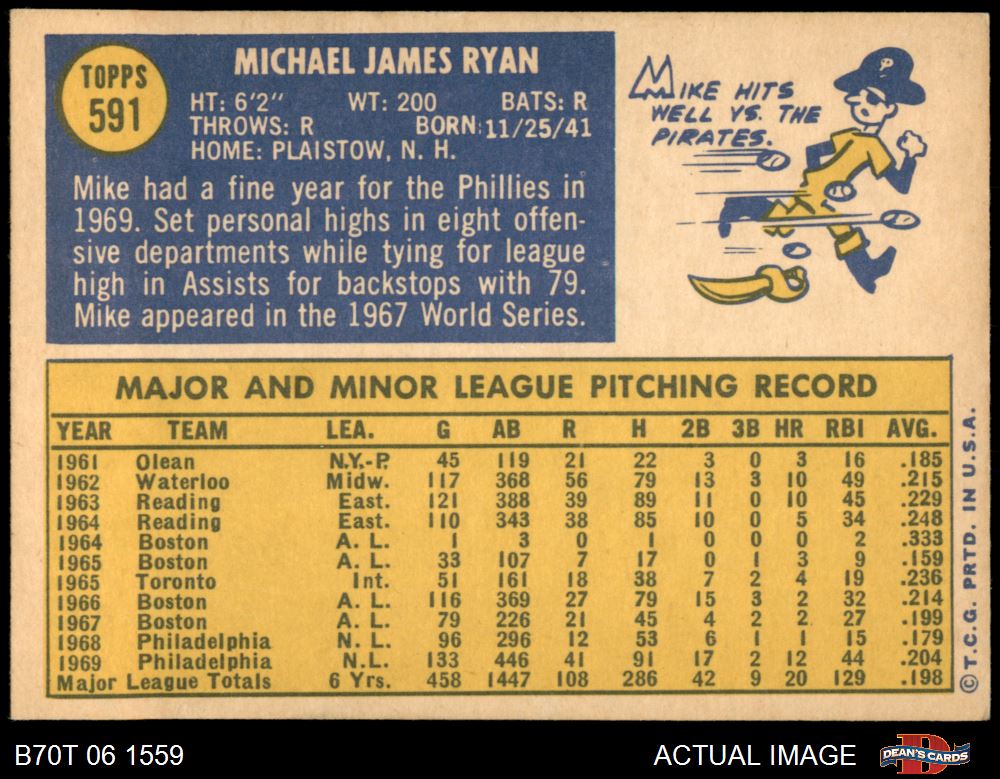 TOPPS
591
MICHAEL JAMES RYAN
HT: 6'2" WT: 200 BATS: R
THROWS: R BORN: 11/25/41
HOME: PLAISTOW, N. H.
Mike had a fine year for the Phillies in
1969. Set personal highs in eight offen-
sive departments while tying for league
high in Assists for backstops with 79.
Mike appeared in the 1967 World Series.
MIKE HITS
WELL VS. THE
PIRATES.
P
MAJOR AND MINOR LEAGUE PITCHING RECORD
YEAR TEAM LEA. G AB R H 2B 3B HR RBI AVG.
1961 Olean N.Y.-P. 45 119 21 22 3 0 3 16 .185
1962 Waterloo Midw. 117 368 56 79 13 3 10 49 .215
1963 Reading East. 121 388 39 89 11 0 10 45 .229
1964 Reading East. 110 343 38 85 10 0 5 34 .248
1964 Boston A. L. 1 3 0 1 0 0 0 2 .333
1965 Boston A. L. 33 107 7 17 0 1 3 9 .159
1965 Toronto Int. 51 161 18 38 7 2 4 19 .236
1966 Boston A. L. 116 369 27 79 15 3 2 32 .214
1967 Boston A. L. 79 226 21 45 4 2 2 27 .199
1968 Philadelphia N. L. 96 296 12 53 6 1 1 15 .179
1969 Philadelphia N.L. 133 446 41 91 17 2 12 44 .204
Major League Totals 6 Yrs. 458 1447 108 286 42 9 20 129 .198
© T.C.G. PRTD. IN U.S.A.
B70T 06 1559 ACTUAL IMAGE
DEAN'S CARDS